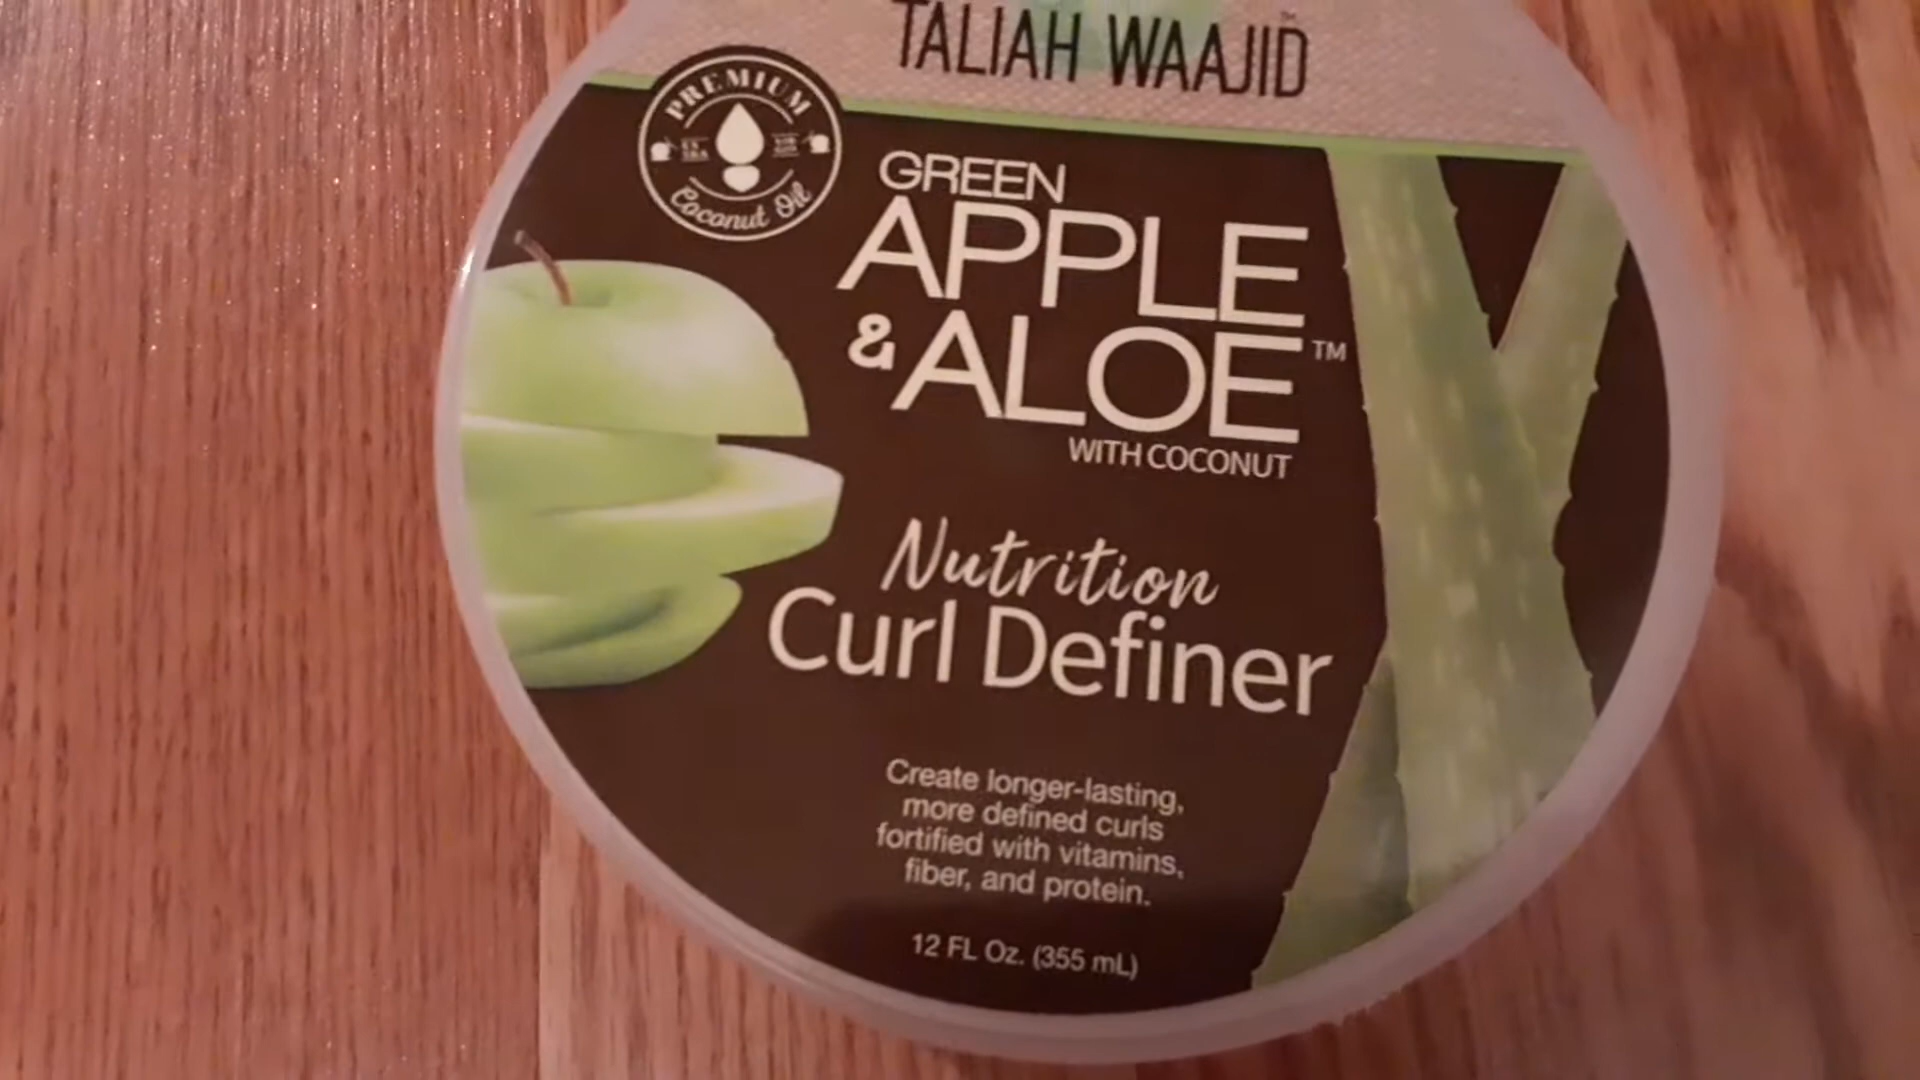 TALIAH WAAJID
PREMIUM
Coconut Oil
GREEN
APPLE
& ALOE™
WITH COCONUT
Nutrition
Curl Definer
Create longer-lasting,
more defined curls
fortified with vitamins,
fiber, and protein.
12 FL Oz. (355 mL)